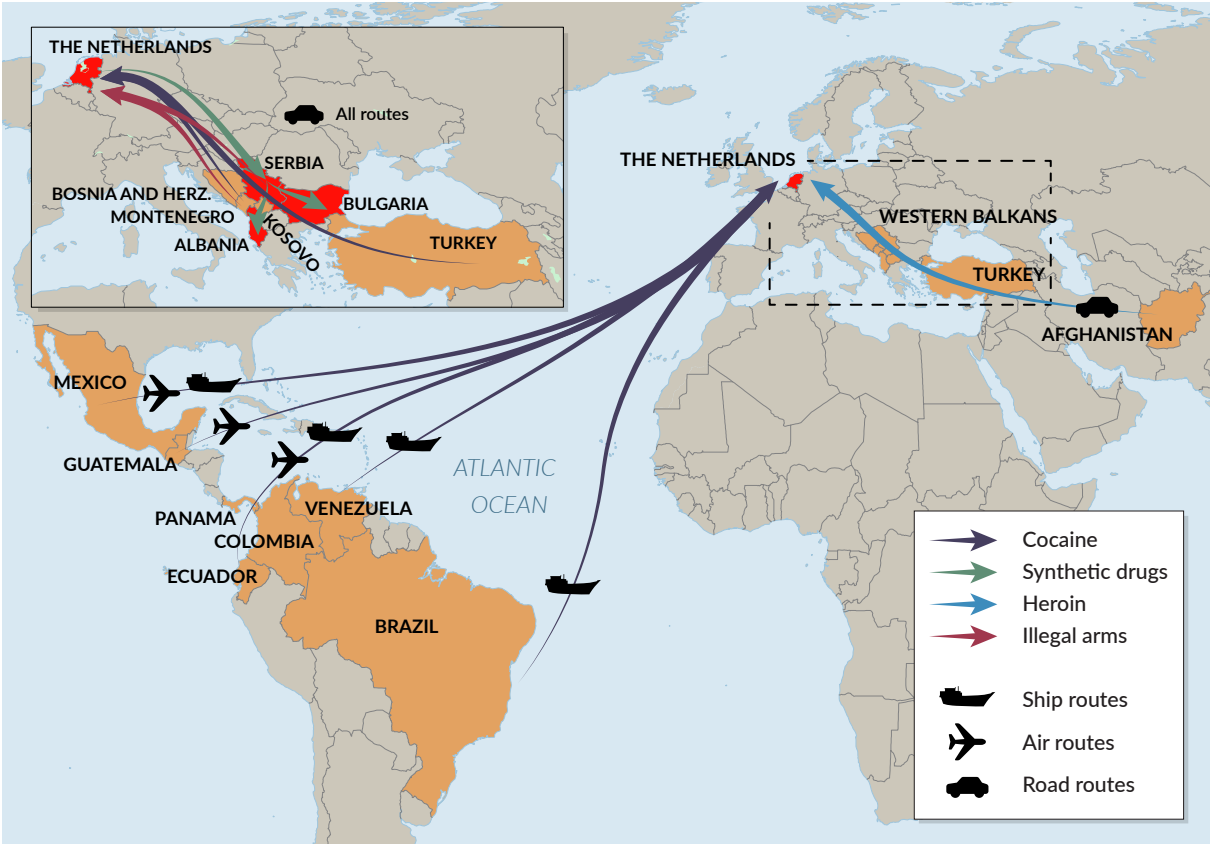 THE NETHERLANDS
All routes
SERBIA
BOSNIA AND HERZ.
BULGARIA
MONTENEGRO
KOSOVO
ALBANIA
TURKEY
THE NETHERLANDS
WESTERN BALKANS
TURKEY
AFGHANISTAN
MEXICO
GUATEMALA
ATLANTIC
OCEAN
VENEZUELA
PANAMA
COLOMBIA
ECUADOR
BRAZIL
Cocaine
Synthetic drugs
Heroin
Illegal arms
Ship routes
Air routes
Road routes